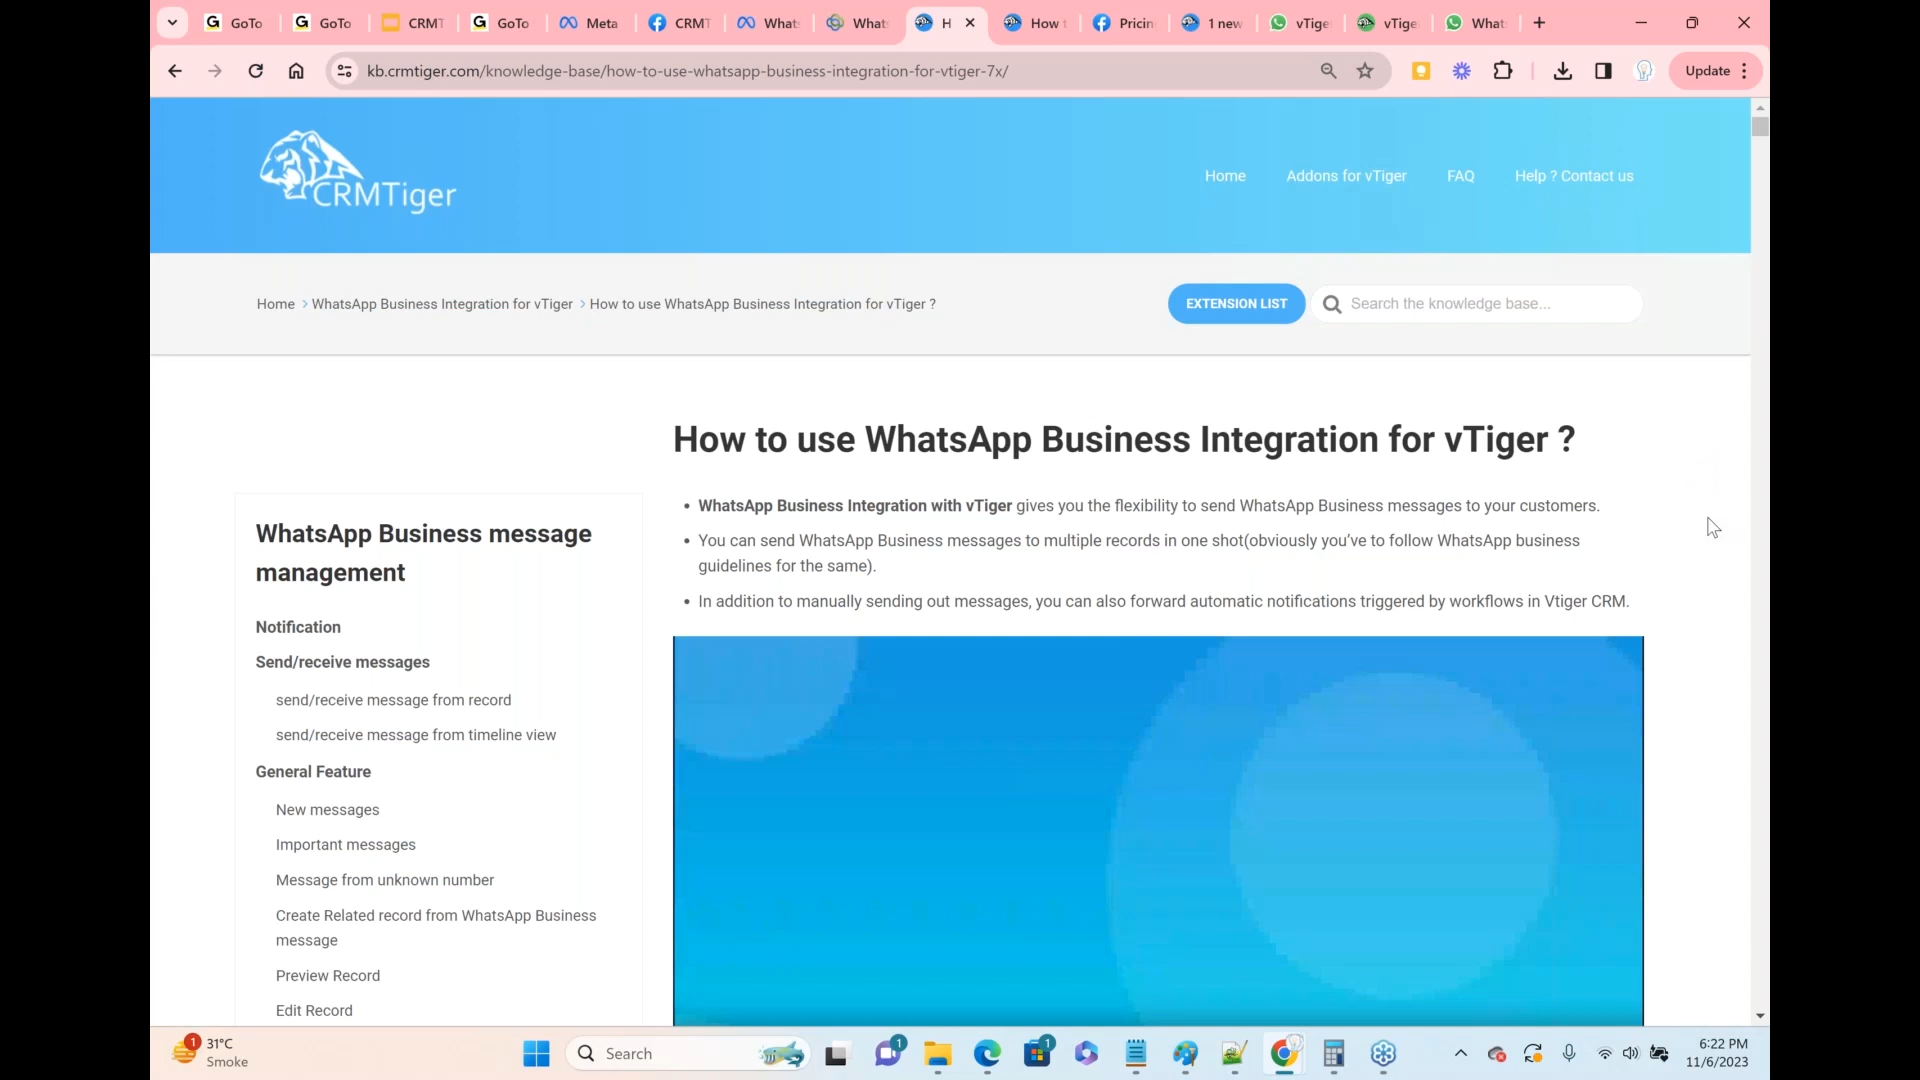 GoTo
GoTo
CRMT
GoTo
Meta
CRMT
Whats
What
H
How t
Pricin
1 new
vTige
vTige
What
kb.crmtiger.com/knowledge-base/how-to-use-whatsapp-business-integration-for-vtiger-7x/
Update
CRMTiger
Home
Addons for vTiger
FAQ
Help ? Contact us
Home > WhatsApp Business Integration for vTiger > How to use WhatsApp Business Integration for vTiger ?
EXTENSION LIST
Search the knowledge base...
How to use WhatsApp Business Integration for vTiger ?
• WhatsApp Business Integration with vTiger gives you the flexibility to send WhatsApp Business messages to your customers.
• You can send WhatsApp Business messages to multiple records in one shot(obviously you've to follow WhatsApp business
guidelines for the same).
• In addition to manually sending out messages, you can also forward automatic notifications triggered by workflows in Vtiger CRM.
WhatsApp Business message
management
Notification
Send/receive messages
send/receive message from record
send/receive message from timeline view
General Feature
New messages
Important messages
Message from unknown number
Create Related record from WhatsApp Business
message
Preview Record
Edit Record
1
31°C
Smoke
Search
1
1
6:22 PM
11/6/2023